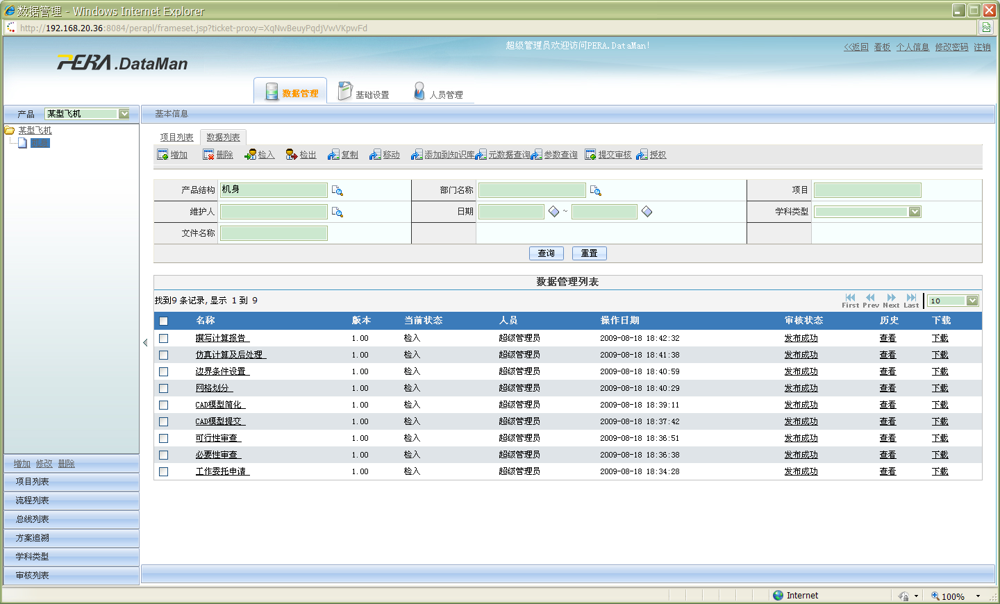 数据管理 - Windows Internet Explorer
http://192.168.20.36:8084/perapl/frameset.jsp?ticket-proxy=XqNwBeuyPqdjVwVKpwFd
超级管理员欢迎访问PERA.DataMan!
<<返回 看板 个人信息 修改密码 注销
PERA.DataMan
数据管理 基础设置 人员管理
产品 某型飞机
基本信息
某型飞机
机身
项目列表 数据列表
增加 删除 检入 检出 复制 移动 添加到知识库 元数据查询 参数查询 提交审核 授权
产品结构 机身 部门名称 项目
维护人 日期 ~ 学科类型
文件名称
查询 重置
数据管理列表
找到9 条记录, 显示 1 到 9
First Prev Next Last 10
名称 版本 当前状态 人员 操作日期 审核状态 历史 下载
撰写计算报告 1.00 检入 超级管理员 2009-08-18 18:42:32 发布成功 查看 下载
仿真计算及后处理 1.00 检入 超级管理员 2009-08-18 18:41:38 发布成功 查看 下载
边界条件设置 1.00 检入 超级管理员 2009-08-18 18:40:59 发布成功 查看 下载
网格划分 1.00 检入 超级管理员 2009-08-18 18:40:29 发布成功 查看 下载
CAD模型简化 1.00 检入 超级管理员 2009-08-18 18:39:11 发布成功 查看 下载
CAD模型提交 1.00 检入 超级管理员 2009-08-18 18:37:42 发布成功 查看 下载
可行性审查 1.00 检入 超级管理员 2009-08-18 18:36:51 发布成功 查看 下载
必要性审查 1.00 检入 超级管理员 2009-08-18 18:36:38 发布成功 查看 下载
工作委托申请 1.00 检入 超级管理员 2009-08-18 18:34:28 发布成功 查看 下载
增加 修改 删除
项目列表
流程列表
总线列表
方案追溯
学科类型
审核列表
Internet
100%